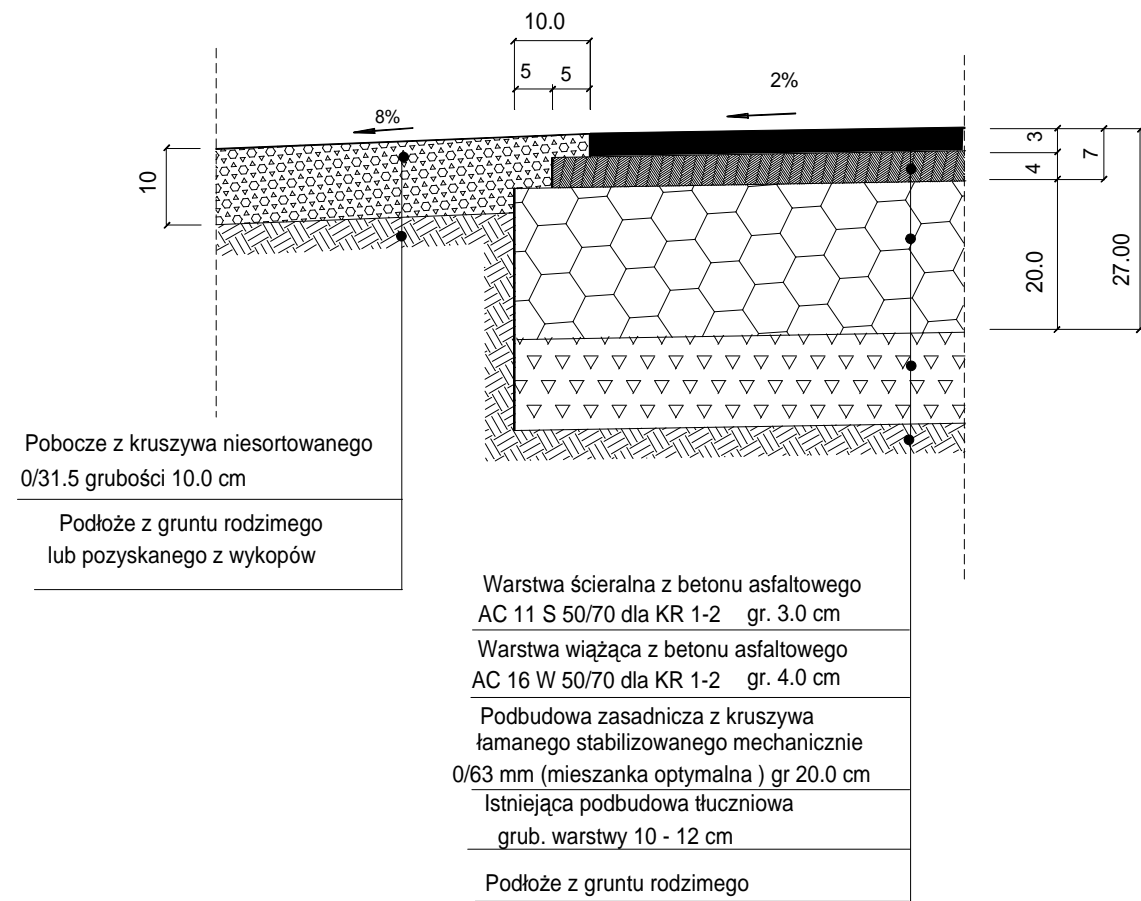 10.0
5 5
2%
8%
3
4
7
10
20.0
27.00
Pobocze z kruszywa niesortowanego
0/31.5 grubości 10.0 cm
Podłoże z gruntu rodzimego
lub pozyskanego z wykopów
Warstwa ścieralna z betonu asfaltowego
AC 11 S 50/70 dla KR 1-2 gr. 3.0 cm
Warstwa wiążąca z betonu asfaltowego
AC 16 W 50/70 dla KR 1-2 gr. 4.0 cm
Podbudowa zasadnicza z kruszywa
łamanego stabilizowanego mechanicznie
0/63 mm (mieszanka optymalna ) gr 20.0 cm
Istniejąca podbudowa tłuczniowa
grub. warstwy 10 - 12 cm
Podłoże z gruntu rodzimego